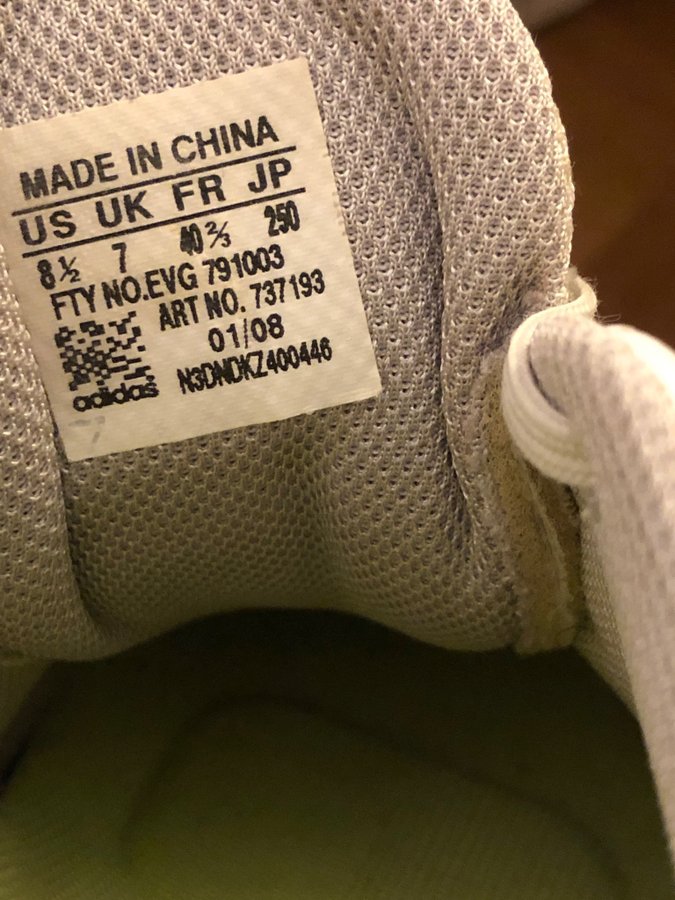 MADE IN CHINA
US UK FR JP
8½ 7 40⅔ 250
FTY NO.EVG 791003
ART NO. 737193
01/08
N3DNDKZ400446
adidas